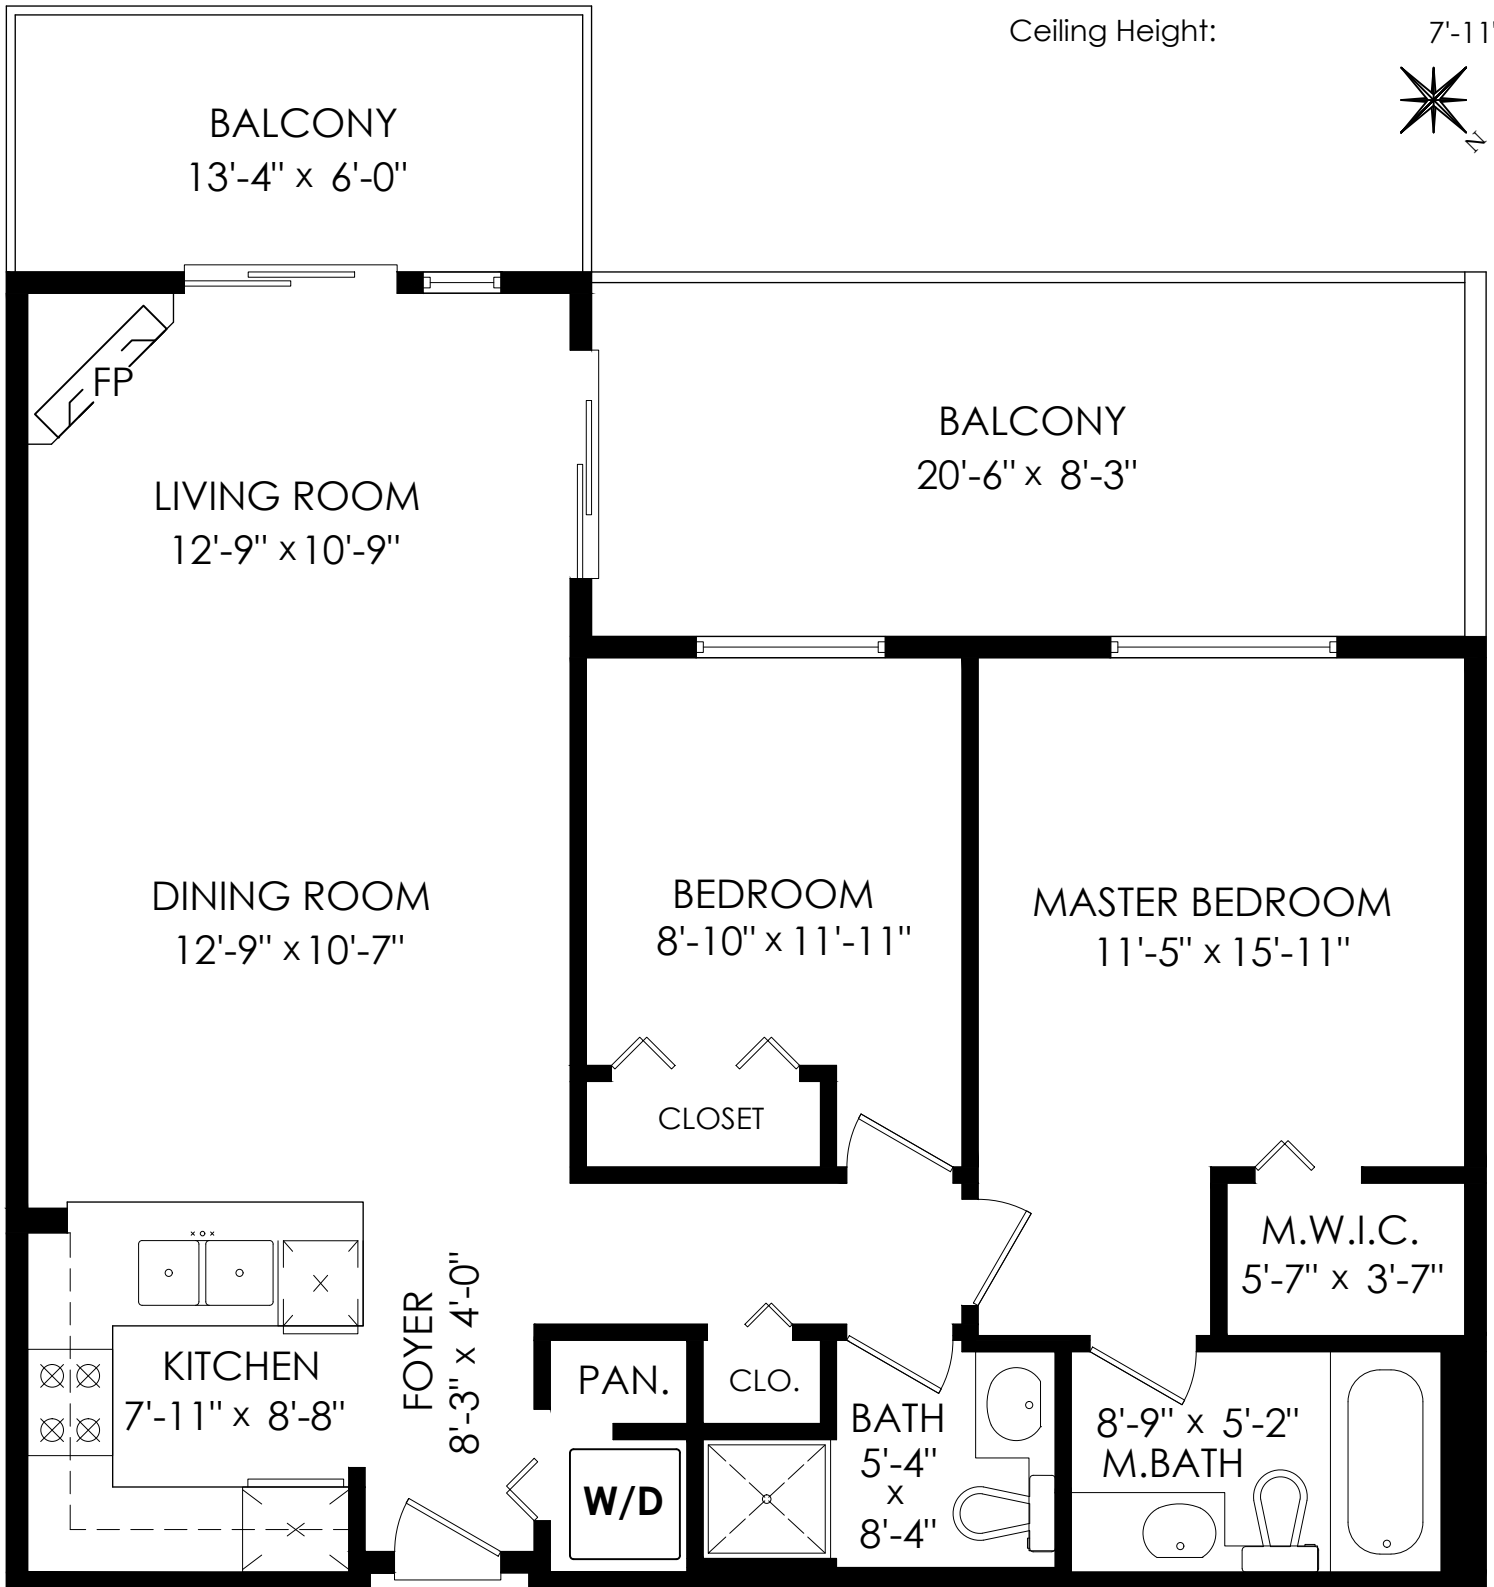 Ceiling Height: 7'-11"
N
BALCONY
13'-4" x 6'-0"
BALCONY
20'-6" x 8'-3"
FP
LIVING ROOM
12'-9" x 10'-9"
DINING ROOM
12'-9" x 10'-7"
BEDROOM
8'-10" x 11'-11"
MASTER BEDROOM
11'-5" x 15'-11"
CLOSET
M.W.I.C.
5'-7" x 3'-7"
FOYER
8'-3" x 4'-0"
KITCHEN
7'-11" x 8'-8"
PAN.
CLO.
W/D
BATH
5'-4"
x
8'-4"
8'-9" x 5'-2"
M.BATH